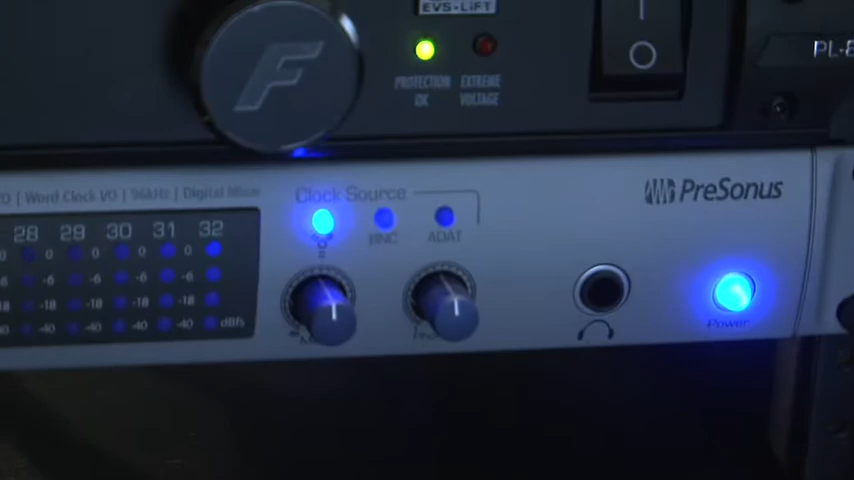 EVS-LiFT
PROTECTION OK
EXTREME VOLTAGE
F
PL-8
Word Clock I/O | 96kHz | Digital Mixer
Clock Source
PreSonus
28 29 30 31 32
BNC
ADAT
0 0 0 0 0
-6 -6 -6 -6
-18 -18 -18 -18 -18
-40 -40 -40 -40 dBfs
Power